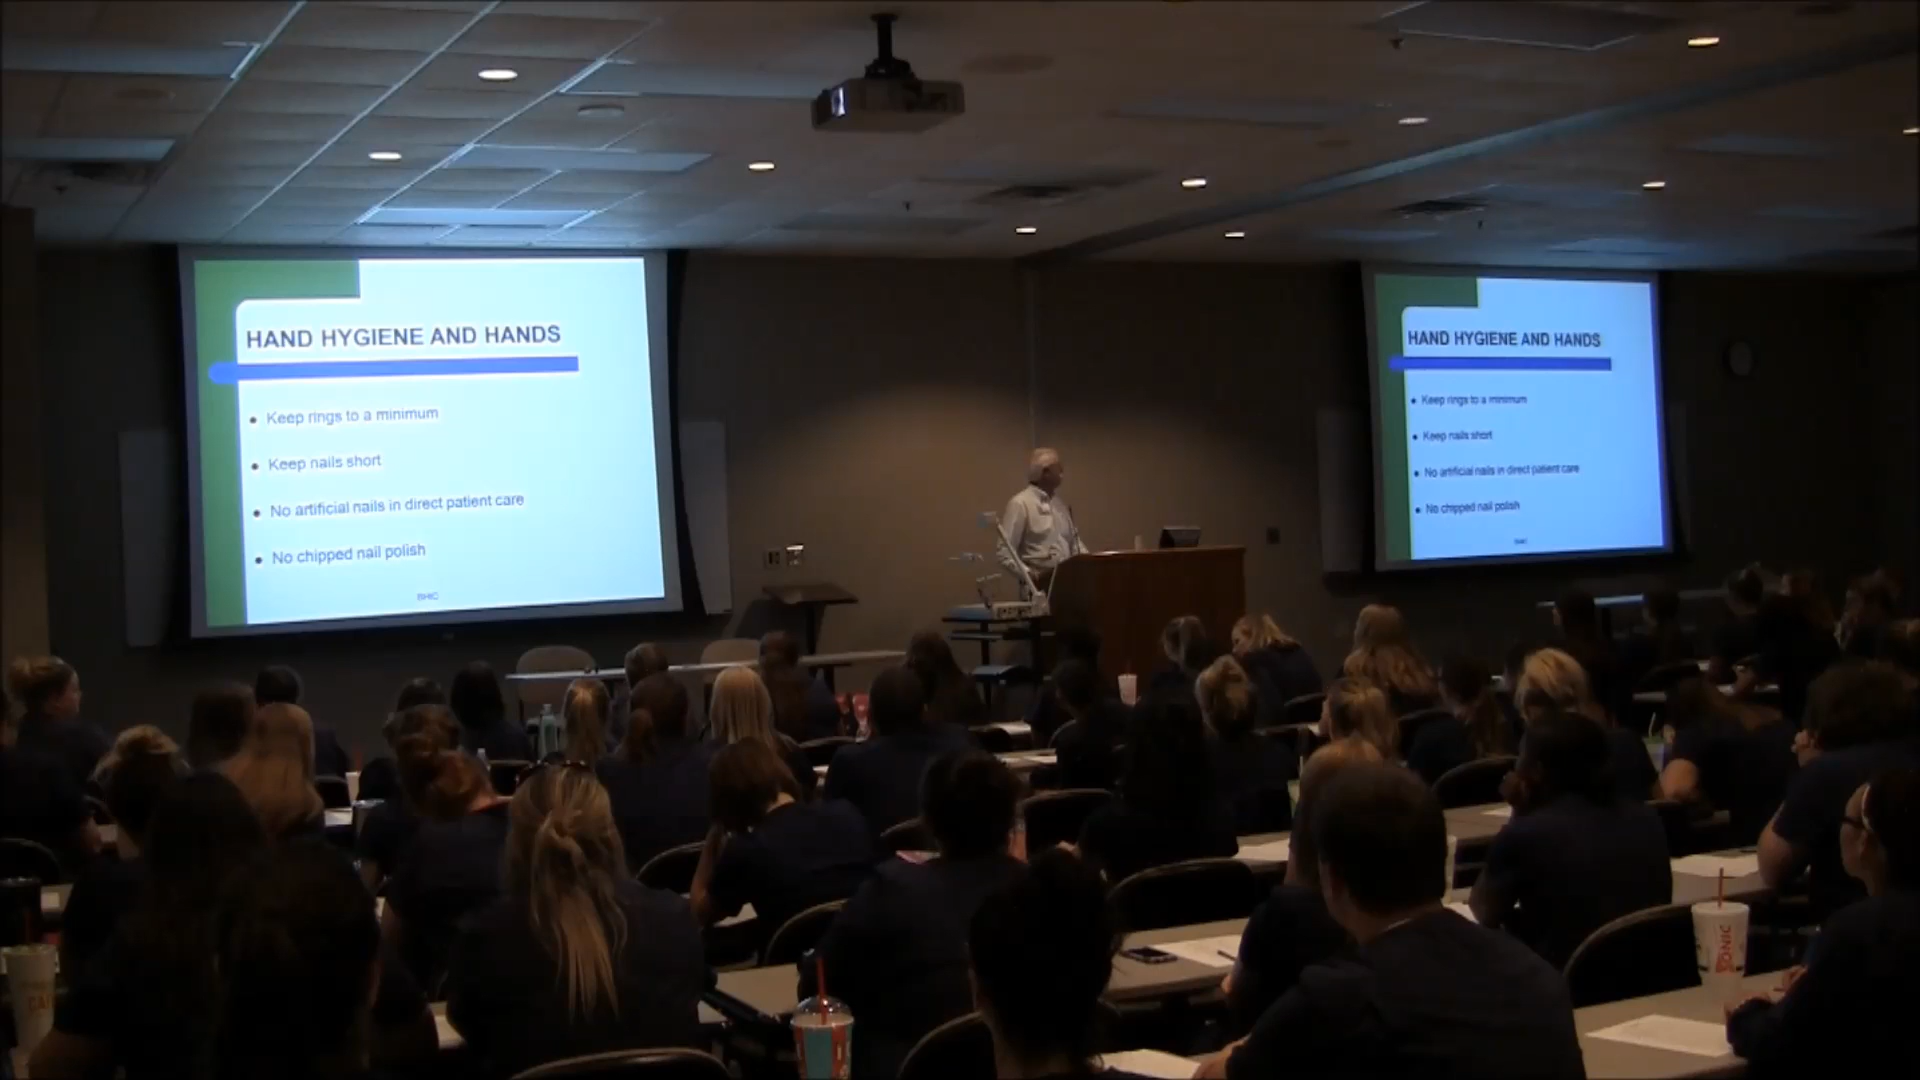 HAND HYGIENE AND HANDS
Keep rings to a minimum
Keep nails short
No artificial nails in direct patient care
No chipped nail polish
HAND HYGIENE AND HANDS
Keep rings to a minimum
Keep nails short
No artificial nails in direct patient care
No chipped nail polish
SONIC